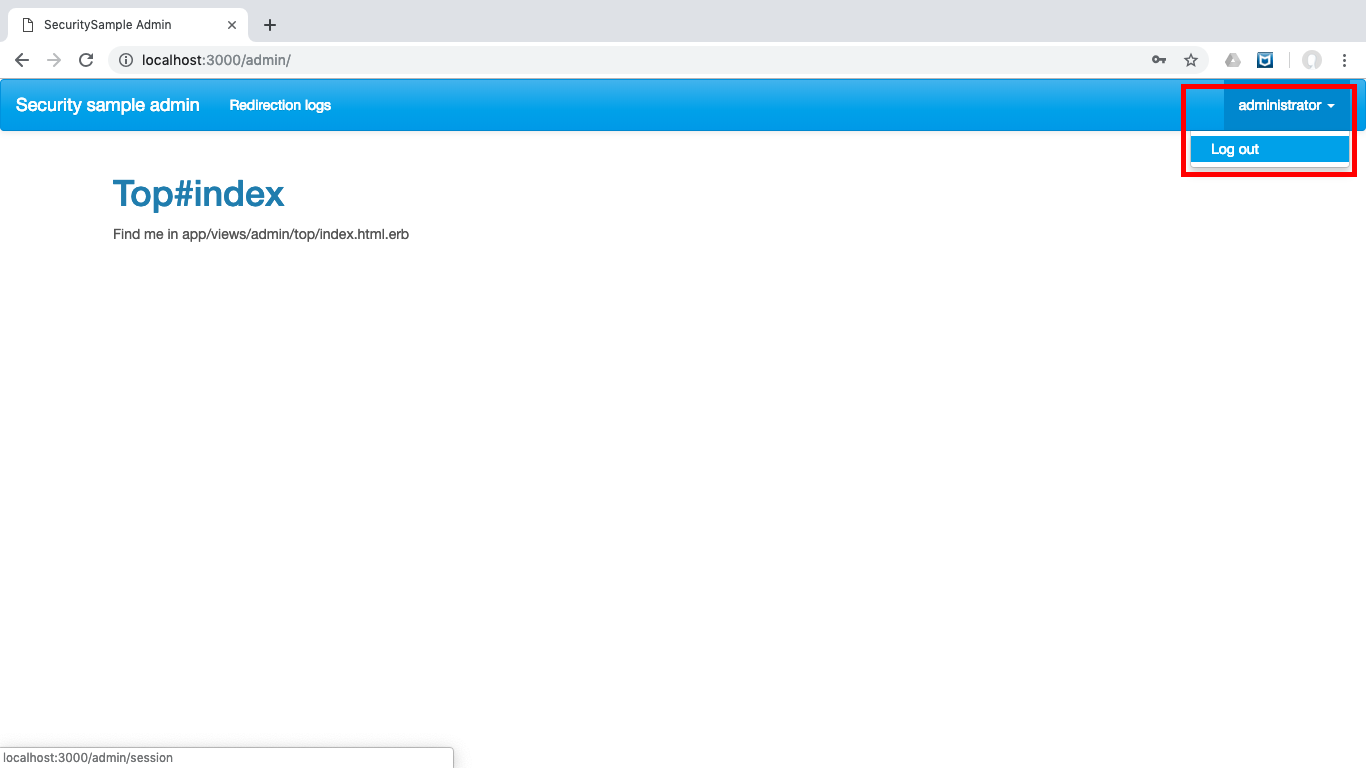 SecuritySample Admin
localhost:3000/admin/
Security sample admin Redirection logs administrator
Log out
Top#index
Find me in app/views/admin/top/index.html.erb
localhost:3000/admin/session